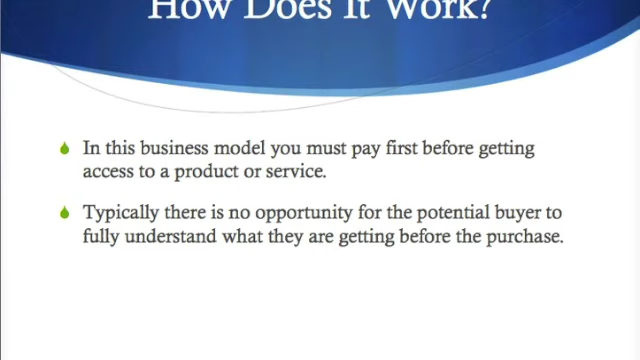 How Does It Work?
In this business model you must pay first before getting
access to a product or service.
Typically there is no opportunity for the potential buyer to
fully understand what they are getting before the purchase.